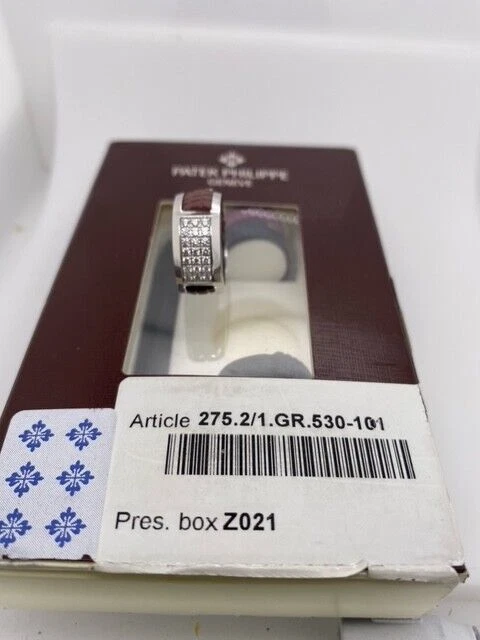 PATEK PHILIPPE
GENEVE
Article 275.2/1.GR.530-101
Pres. box Z021